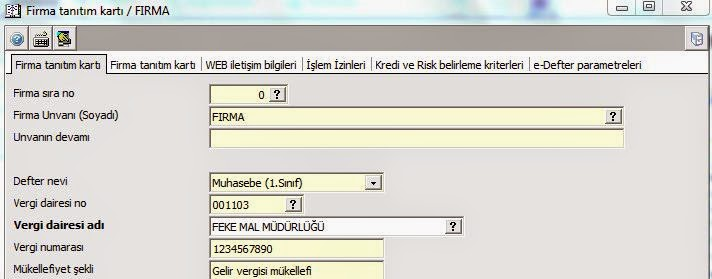 Firma tanıtım kartı / FIRMA
Firma tanıtım kartı Firma tanıtım kartı WEB iletişim bilgileri İşlem İzinleri Kredi ve Risk belirleme kriterleri e-Defter parametreleri
Firma sıra no 0 ?
Firma Unvanı (Soyadı) FIRMA ?
Unvanın devamı
Defter nevi Muhasebe (1.Sınıf)
Vergi dairesi no 001103 ?
Vergi dairesi adı FEKE MAL MÜDÜRLÜĞÜ ?
Vergi numarası 1234567890
Mükellefiyet şekli Gelir vergisi mükellefi